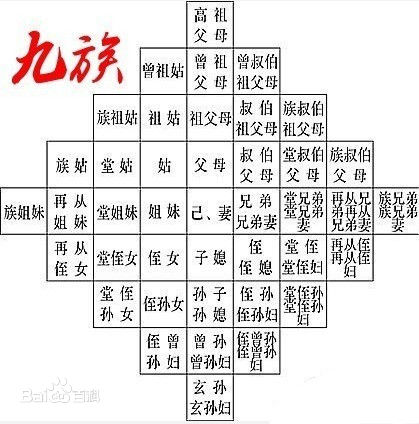 九族
高祖
父母
曾祖姑
曾祖
父母
曾叔伯
祖父母
族祖姑
祖姑
祖父母
叔伯
祖父母
族叔伯
祖父母
族姑
堂姑
姑
父母
叔伯
父母
堂叔伯
父母
族叔伯
父母
族姐妹
再从
姐妹
堂姐妹
姐妹
己、妻
兄弟
兄弟妻
堂兄弟
堂兄弟
妻
再从兄
弟再从
兄弟妻
族兄弟
族兄弟
妻
再从
侄女
堂侄女
侄女
子媳
侄
侄媳
堂侄
堂侄妇
再从侄
再从侄
妇
堂侄
孙女
侄孙女
孙子
孙媳
侄孙
侄孙妇
堂侄孙
堂侄孙
妇
侄曾
孙妇
曾孙
曾孙妇
侄曾孙
侄曾孙
妇
玄孙
玄孙妇
Bai百科